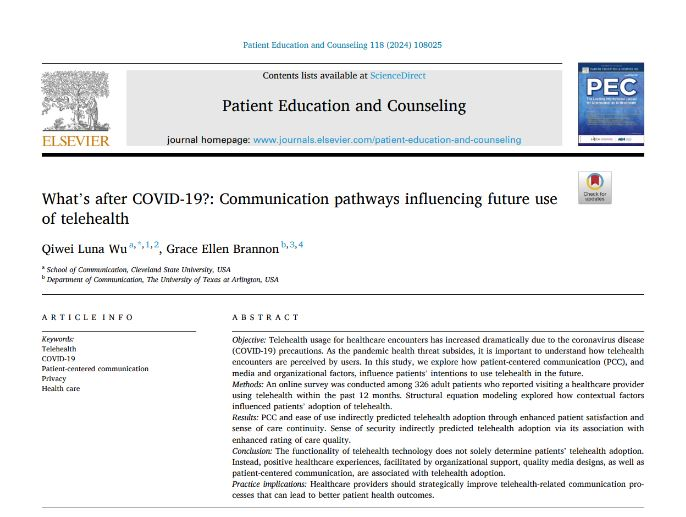 Patient Education and Counseling 118 (2024) 108025
Contents lists available at ScienceDirect
Patient Education and Counseling
journal homepage: www.journals.elsevier.com/patient-education-and-counseling
ELSEVIER
PEC
Check for
updates
What's after COVID-19?: Communication pathways influencing future use
of telehealth
Qiwei Luna Wu a,*,1,2, Grace Ellen Brannon b,3,4
a School of Communication, Cleveland State University, USA
b Department of Communication, The University of Texas at Arlington, USA
ARTICLE INFO
Keywords:
Telehealth
COVID-19
Patient-centered communication
Privacy
Health care
ABSTRACT
Objective: Telehealth usage for healthcare encounters has increased dramatically due to the coronavirus disease
(COVID-19) precautions. As the pandemic health threat subsides, it is important to understand how telehealth
encounters are perceived by users. In this study, we explore how patient-centered communication (PCC), and
media and organizational factors, influence patients' intentions to use telehealth in the future.
Methods: An online survey was conducted among 326 adult patients who reported visiting a healthcare provider
using telehealth within the past 12 months. Structural equation modeling explored how contextual factors
influenced patients' adoption of telehealth.
Results: PCC and ease of use indirectly predicted telehealth adoption through enhanced patient satisfaction and
sense of care continuity. Sense of security indirectly predicted telehealth adoption via its association with
enhanced rating of care quality.
Conclusion: The functionality of telehealth technology does not solely determine patients' telehealth adoption.
Instead, positive healthcare experiences, facilitated by organizational support, quality media designs, as well as
patient-centered communication, are associated with telehealth adoption.
Practice implications: Healthcare providers should strategically improve telehealth-related communication pro-
cesses that can lead to better patient health outcomes.